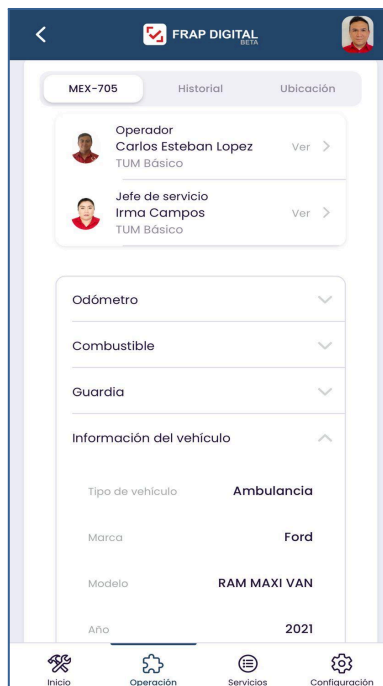 FRAP DIGITAL
BETA
MEX-705 Historial Ubicación
Operador
Carlos Esteban Lopez Ver
TUM Básico
Jefe de servicio
Irma Campos Ver
TUM Básico
Odómetro
Combustible
Guardia
Información del vehículo
Tipo de vehículo Ambulancia
Marca Ford
Modelo RAM MAXI VAN
Año 2021
Inicio Operación Servicios Configuración